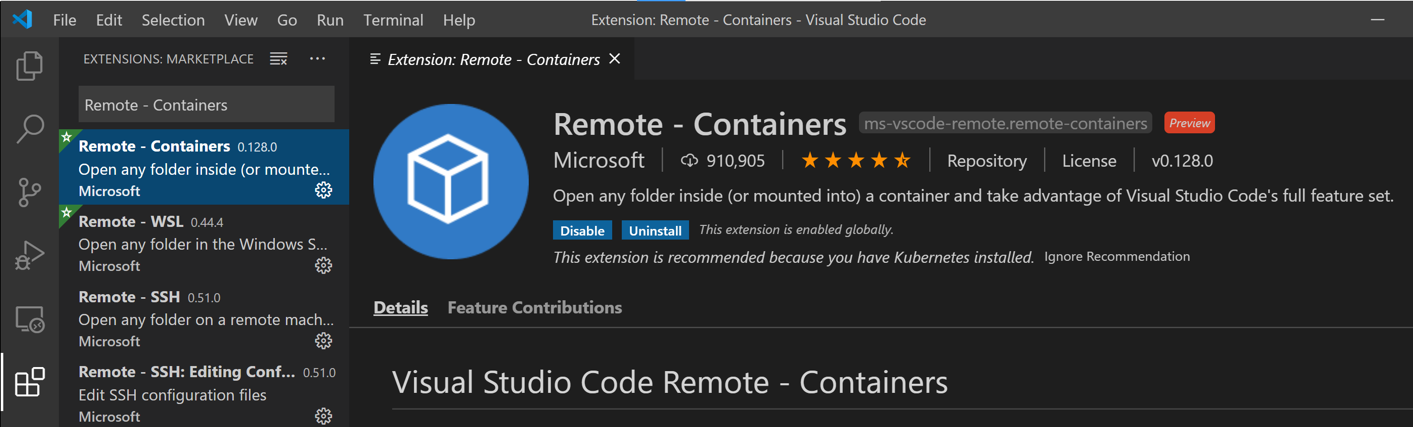 File Edit Selection View Go Run Terminal Help Extension: Remote - Containers - Visual Studio Code
EXTENSIONS: MARKETPLACE
Remote - Containers
Remote - Containers 0.128.0
Open any folder inside (or mounte...
Microsoft
Remote - WSL 0.44.4
Open any folder in the Windows S...
Microsoft
Remote - SSH 0.51.0
Open any folder on a remote mach...
Microsoft
Remote - SSH: Editing Conf... 0.51.0
Edit SSH configuration files
Microsoft
Extension: Remote - Containers
Remote - Containers ms-vscode-remote.remote-containers Preview
Microsoft 910,905 Repository License v0.128.0
Open any folder inside (or mounted into) a container and take advantage of Visual Studio Code's full feature set.
Disable Uninstall This extension is enabled globally.
This extension is recommended because you have Kubernetes installed. Ignore Recommendation
Details Feature Contributions
Visual Studio Code Remote - Containers